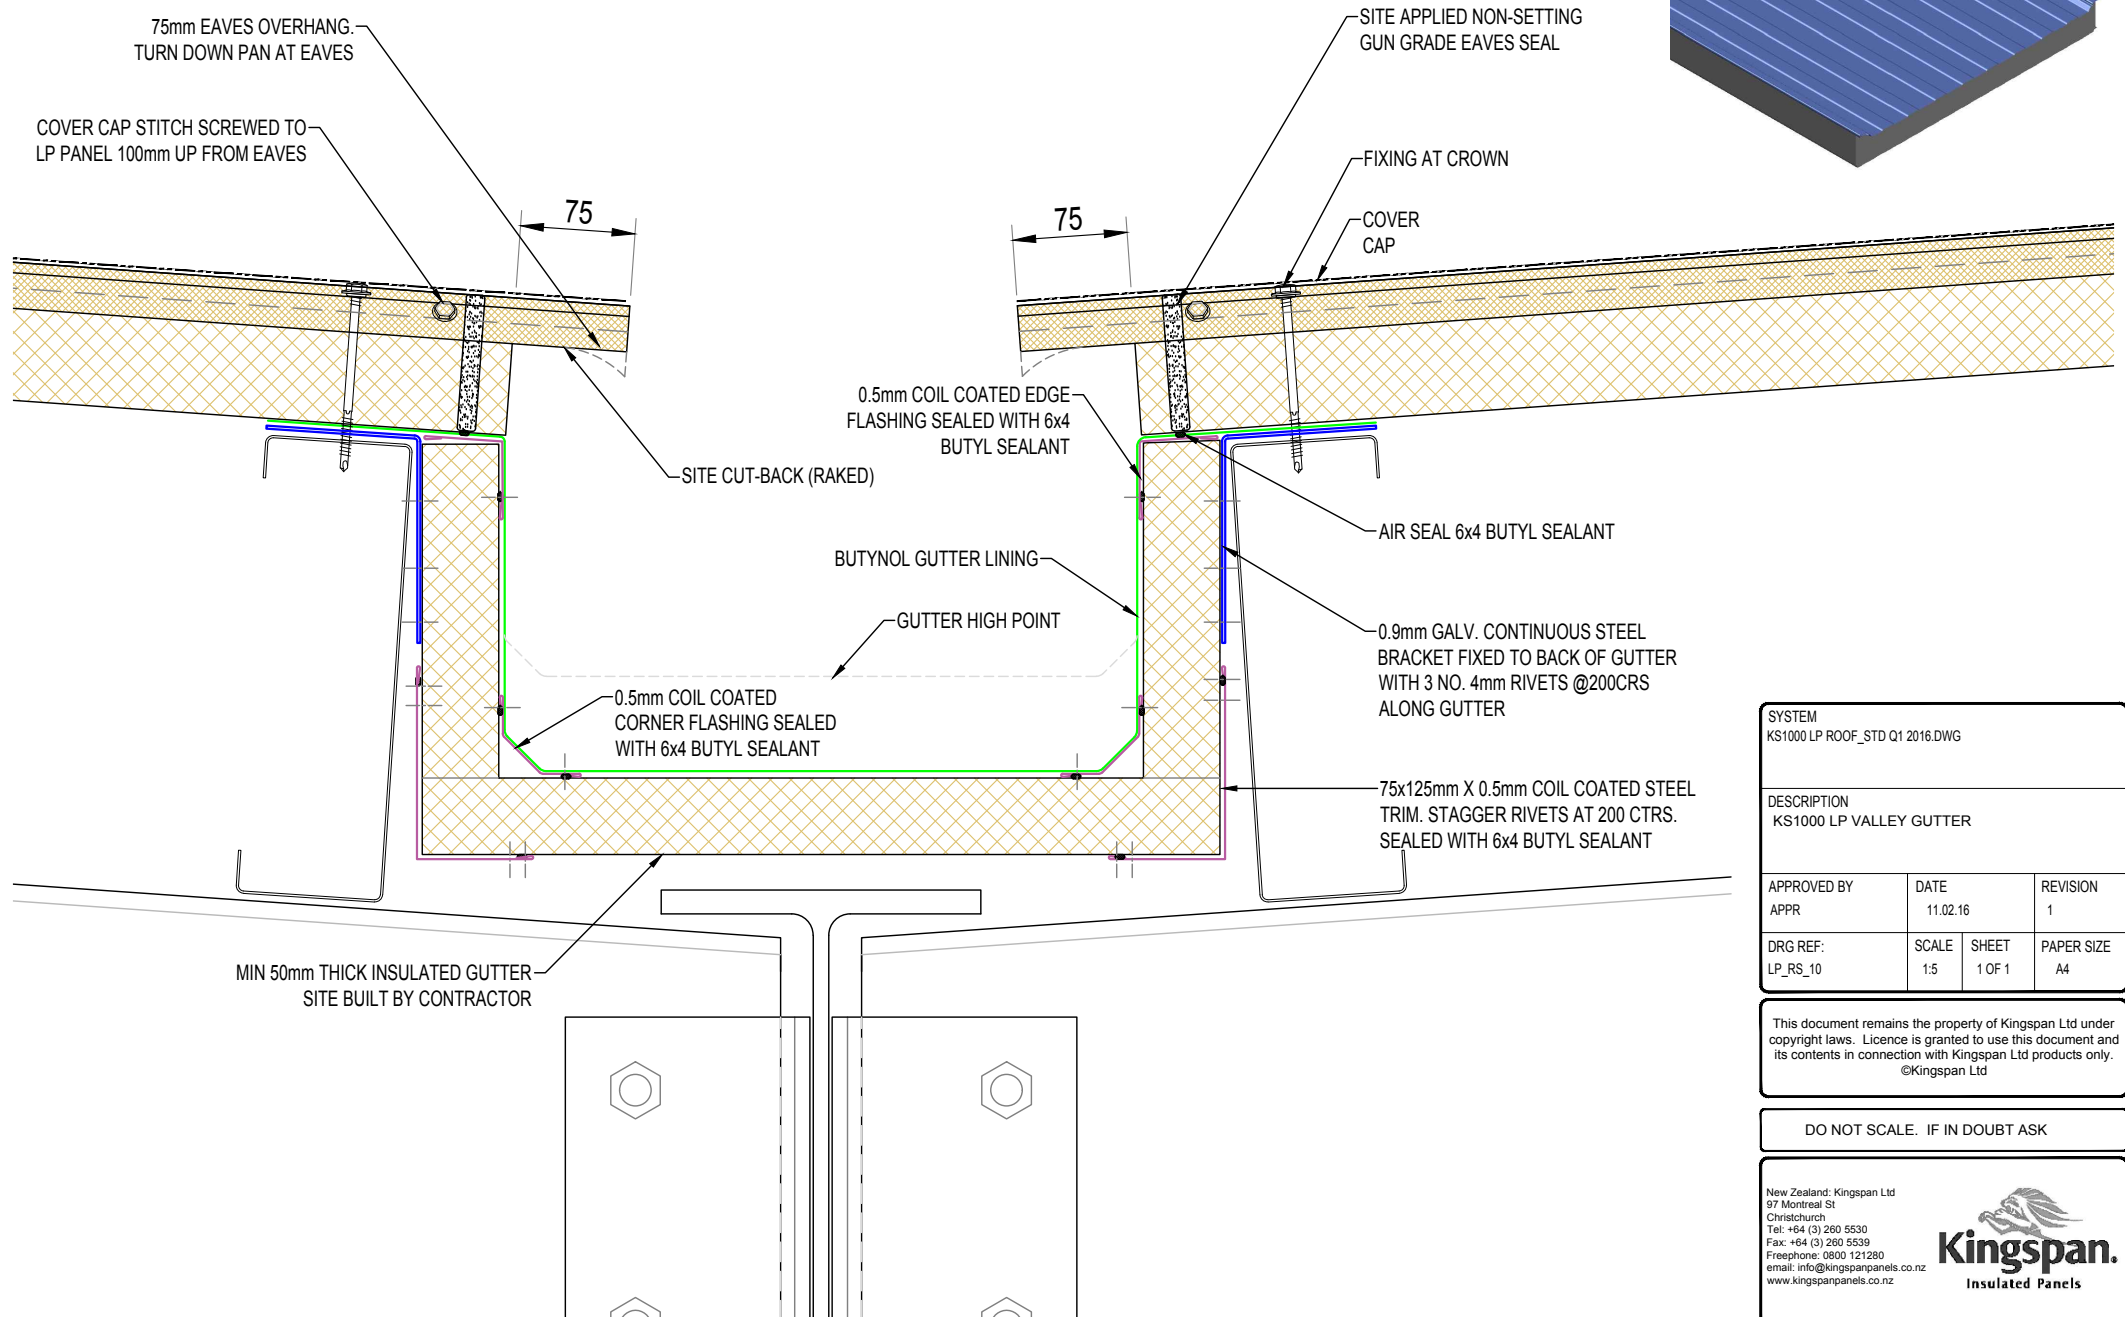 75mm EAVES OVERHANG.
TURN DOWN PAN AT EAVES
SITE APPLIED NON-SETTING
GUN GRADE EAVES SEAL
COVER CAP STITCH SCREWED TO
LP PANEL 100mm UP FROM EAVES
FIXING AT CROWN
75
75
COVER
CAP
0.5mm COIL COATED EDGE
FLASHING SEALED WITH 6x4
BUTYL SEALANT
SITE CUT-BACK (RAKED)
AIR SEAL 6x4 BUTYL SEALANT
BUTYNOL GUTTER LINING
GUTTER HIGH POINT
0.9mm GALV. CONTINUOUS STEEL
BRACKET FIXED TO BACK OF GUTTER
WITH 3 NO. 4mm RIVETS @200CRS
ALONG GUTTER
0.5mm COIL COATED
CORNER FLASHING SEALED
WITH 6x4 BUTYL SEALANT
75x125mm X 0.5mm COIL COATED STEEL
TRIM. STAGGER RIVETS AT 200 CTRS.
SEALED WITH 6x4 BUTYL SEALANT
MIN 50mm THICK INSULATED GUTTER
SITE BUILT BY CONTRACTOR
SYSTEM
KS1000 LP ROOF_STD Q1 2016.DWG
DESCRIPTION
KS1000 LP VALLEY GUTTER
APPROVED BY DATE REVISION
APPR 11.02.16 1
DRG REF: SCALE SHEET PAPER SIZE
LP_RS_10 1:5 1 OF 1 A4
This document remains the property of Kingspan Ltd under
copyright laws. Licence is granted to use this document and
its contents in connection with Kingspan Ltd products only.
©Kingspan Ltd
DO NOT SCALE. IF IN DOUBT ASK
New Zealand: Kingspan Ltd
97 Montreal St
Christchurch
Tel: +64 (3) 260 5530
Fax: +64 (3) 260 5539
Freephone: 0800 121280
email: info@kingspanpanels.co.nz
www.kingspanpanels.co.nz
Kingspan.
Insulated Panels